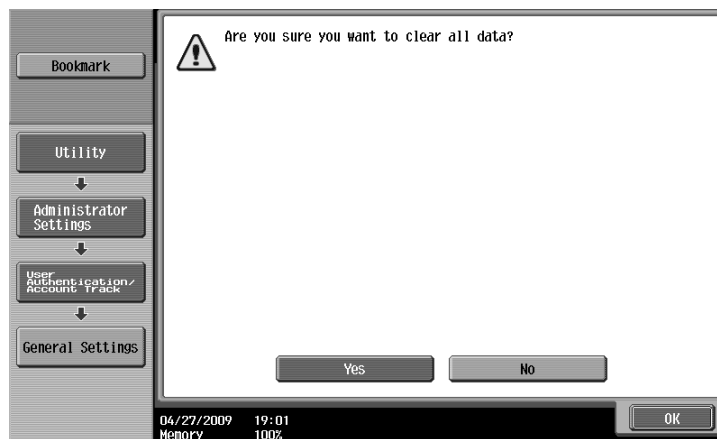 Bookmark
Utility
Administrator
Settings
User
Authentication/
Account Track
General Settings
Are you sure you want to clear all data?
Yes
No
OK
04/27/2009 19:01
Memory 100%